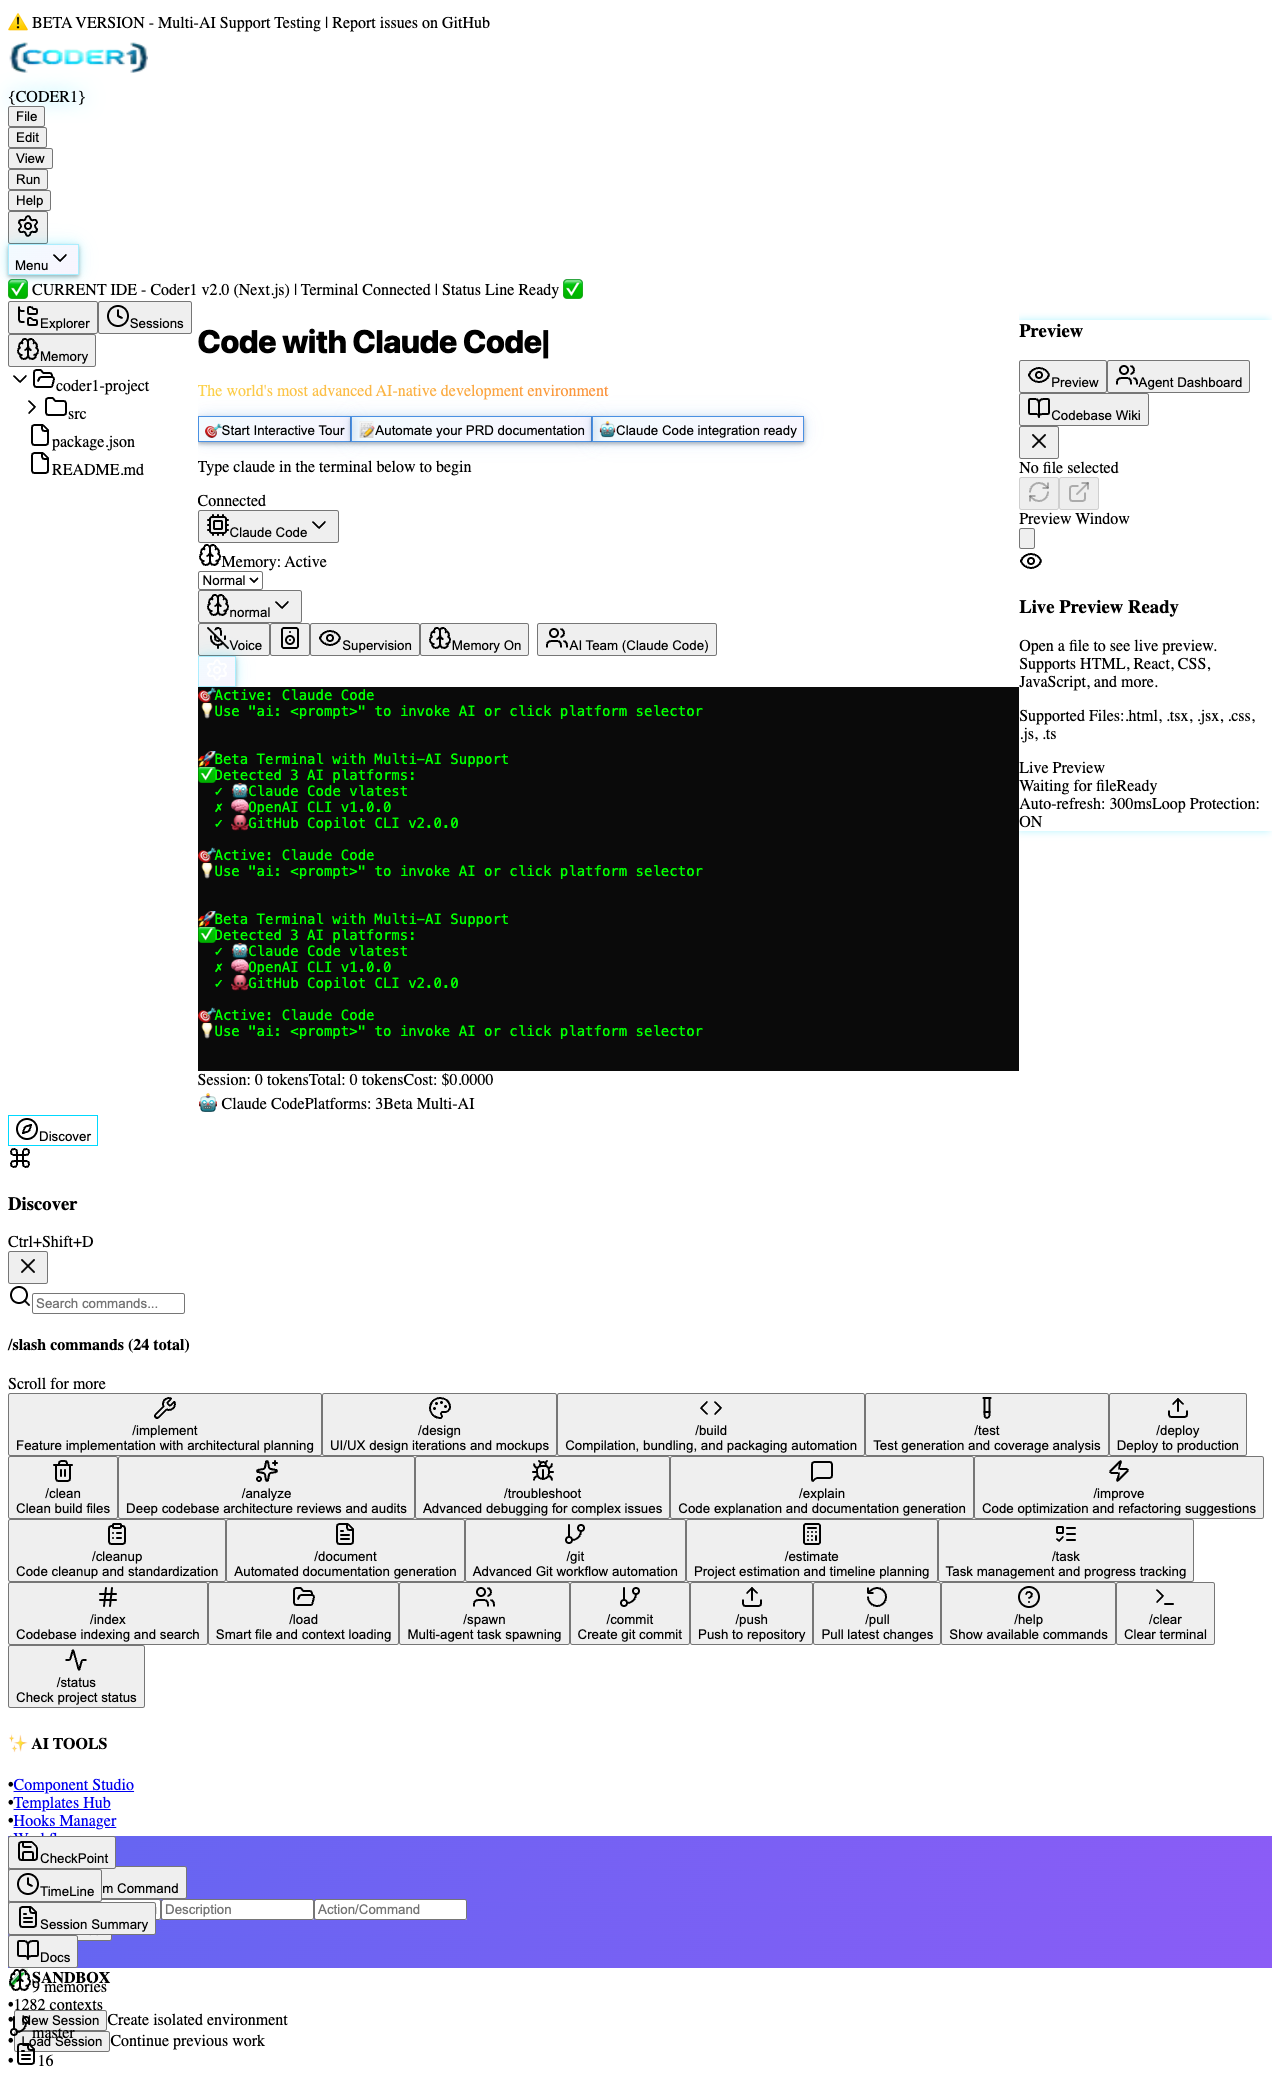 ⚠️ BETA VERSION - Multi-AI Support Testing | Report issues on GitHub
{CODER1}
{CODER1}
File
Edit
View
Run
Help
Menu
✅ CURRENT IDE - Coder1 v2.0 (Next.js) | Terminal Connected | Status Line Ready ✅
Explorer
Sessions
Memory
coder1-project
src
package.json
README.md
Code with Claude Code|
The world's most advanced AI-native development environment
🎯Start Interactive Tour
📝Automate your PRD documentation
🤖Claude Code integration ready
Type claude in the terminal below to begin
Connected
Claude Code
Memory: Active
Normal
normal
Voice
Supervision
Memory On
AI Team (Claude Code)
🎯Active: Claude Code
💡Use "ai: <prompt>" to invoke AI or click platform selector
🚀Beta Terminal with Multi-AI Support
✅Detected 3 AI platforms:
✓ 🤖Claude Code vlatest
✗ 🧠OpenAI CLI v1.0.0
✓ 🐙GitHub Copilot CLI v2.0.0
🎯Active: Claude Code
💡Use "ai: <prompt>" to invoke AI or click platform selector
🚀Beta Terminal with Multi-AI Support
✅Detected 3 AI platforms:
✓ 🤖Claude Code vlatest
✗ 🧠OpenAI CLI v1.0.0
✓ 🐙GitHub Copilot CLI v2.0.0
🎯Active: Claude Code
💡Use "ai: <prompt>" to invoke AI or click platform selector
Session: 0 tokensTotal: 0 tokensCost: $0.0000
🤖 Claude CodePlatforms: 3Beta Multi-AI
Preview
Preview
Agent Dashboard
Codebase Wiki
No file selected
Preview Window
Live Preview Ready
Open a file to see live preview.
Supports HTML, React, CSS,
JavaScript, and more.
Supported Files:.html, .tsx, .jsx, .css,
.js, .ts
Live Preview
Waiting for fileReady
Auto-refresh: 300msLoop Protection:
ON
Discover
Discover
Ctrl+Shift+D
Search commands...
/slash commands (24 total)
Scroll for more
/implement
Feature implementation with architectural planning
/design
UI/UX design iterations and mockups
/build
Compilation, bundling, and packaging automation
/test
Test generation and coverage analysis
/deploy
Deploy to production
/clean
Clean build files
/analyze
Deep codebase architecture reviews and audits
/troubleshoot
Advanced debugging for complex issues
/explain
Code explanation and documentation generation
/improve
Code optimization and refactoring suggestions
/cleanup
Code cleanup and standardization
/document
Automated documentation generation
/git
Advanced Git workflow automation
/estimate
Project estimation and timeline planning
/task
Task management and progress tracking
/index
Codebase indexing and search
/load
Smart file and context loading
/spawn
Multi-agent task spawning
/commit
Create git commit
/push
Push to repository
/pull
Pull latest changes
/help
Show available commands
/clear
Clear terminal
/status
Check project status
✨ AI TOOLS
•Component Studio
•Templates Hub
•Hooks Manager
CheckPoint
Command
TimeLine
Description
Action/Command
Session Summary
Docs
SANDBOX
9 memories
•1282 contexts
•New Session Create isolated environment
master
•Load Session Continue previous work
•16